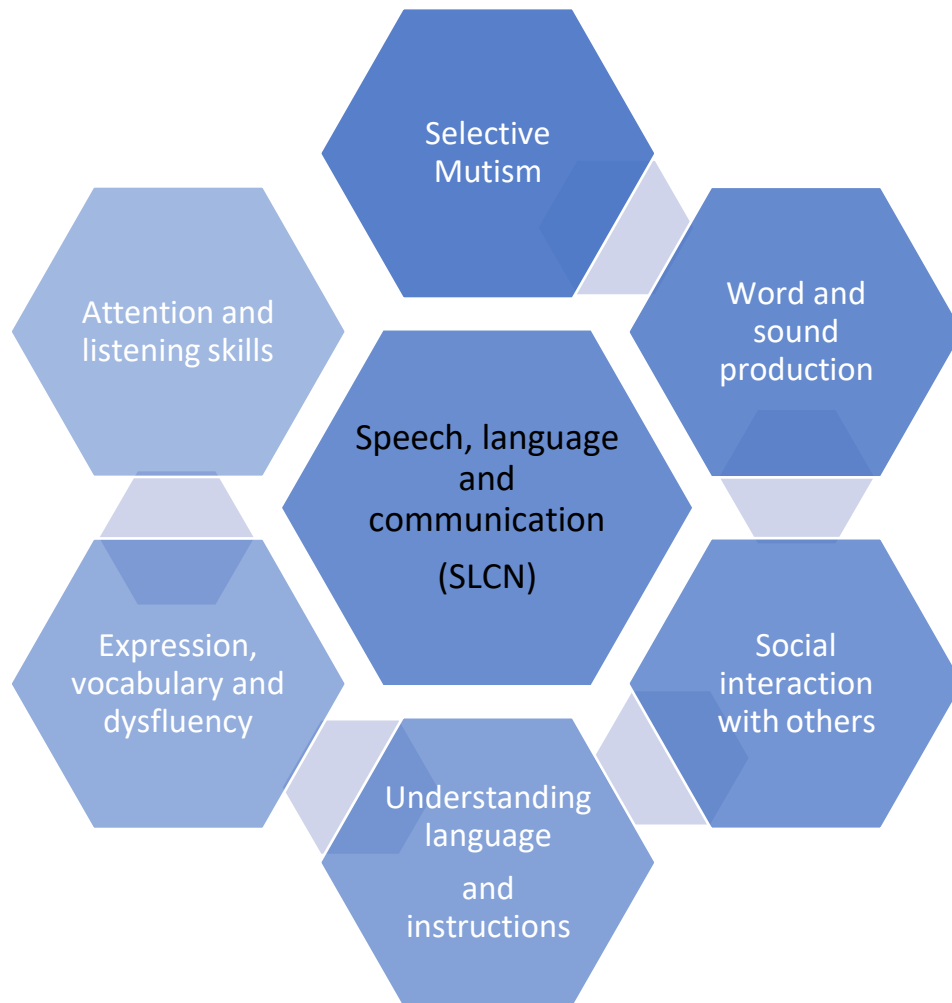 Selective
Mutism
Word and
sound
production
Social
interaction
with others
Understanding
language
and
instructions
Expression,
vocabulary and
dysfluency
Attention and
listening skills
Speech, language
and
communication
(SLCN)